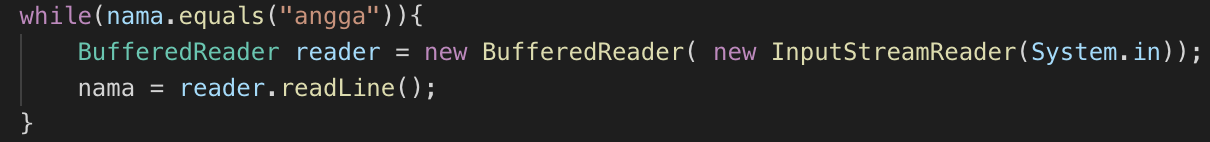 while(nama.equals("angga")){
    BufferedReader reader = new BufferedReader( new InputStreamReader(System.in));
    nama = reader.readLine();
}